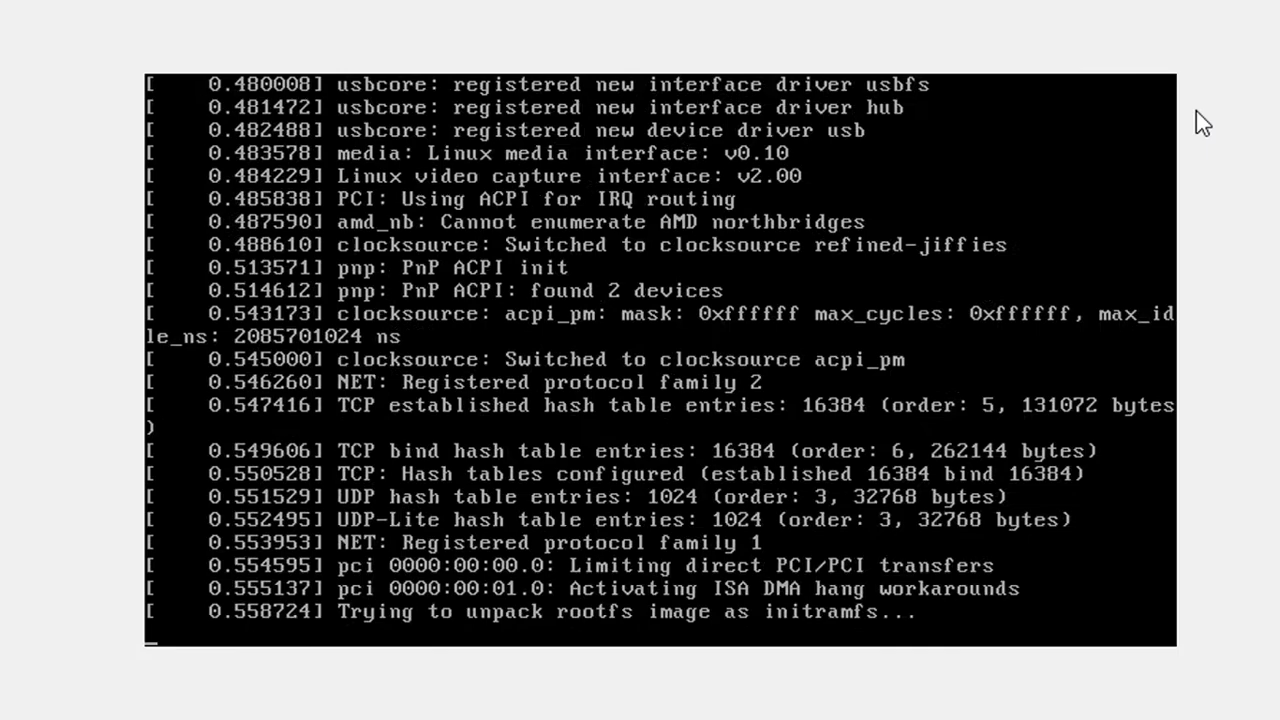 [    0.480008] usbcore: registered new interface driver usbfs
[    0.481472] usbcore: registered new interface driver hub
[    0.482488] usbcore: registered new device driver usb
[    0.483578] media: Linux media interface: v0.10
[    0.484229] Linux video capture interface: v2.00
[    0.485838] PCI: Using ACPI for IRQ routing
[    0.487590] amd_nb: Cannot enumerate AMD northbridges
[    0.488610] clocksource: Switched to clocksource refined-jiffies
[    0.513571] pnp: PnP ACPI init
[    0.514612] pnp: PnP ACPI: found 2 devices
[    0.543173] clocksource: acpi_pm: mask: 0xffffff max_cycles: 0xffffff, max_id
le_ns: 2085701024 ns
[    0.545000] clocksource: Switched to clocksource acpi_pm
[    0.546260] NET: Registered protocol family 2
[    0.547416] TCP established hash table entries: 16384 (order: 5, 131072 bytes
)
[    0.549606] TCP bind hash table entries: 16384 (order: 6, 262144 bytes)
[    0.550528] TCP: Hash tables configured (established 16384 bind 16384)
[    0.551529] UDP hash table entries: 1024 (order: 3, 32768 bytes)
[    0.552495] UDP-Lite hash table entries: 1024 (order: 3, 32768 bytes)
[    0.553953] NET: Registered protocol family 1
[    0.554595] pci 0000:00:00.0: Limiting direct PCI/PCI transfers
[    0.555137] pci 0000:00:01.0: Activating ISA DMA hang workarounds
[    0.558724] Trying to unpack rootfs image as initramfs...